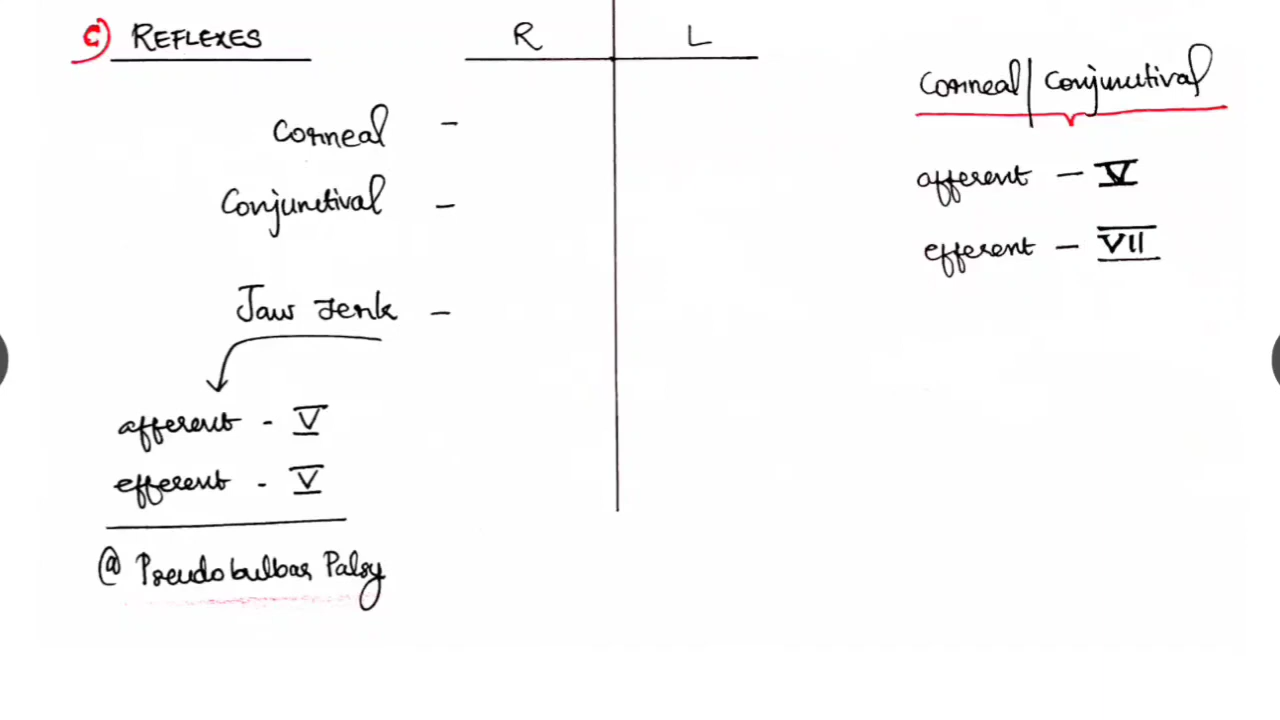 C) REFLEXES R L
Corneal -
Conjunctival -
Jaw Jerk -
afferent - V
efferent - V
@ Pseudobulbar Palsy
Corneal | Conjunctival
afferent - V
efferent - VII